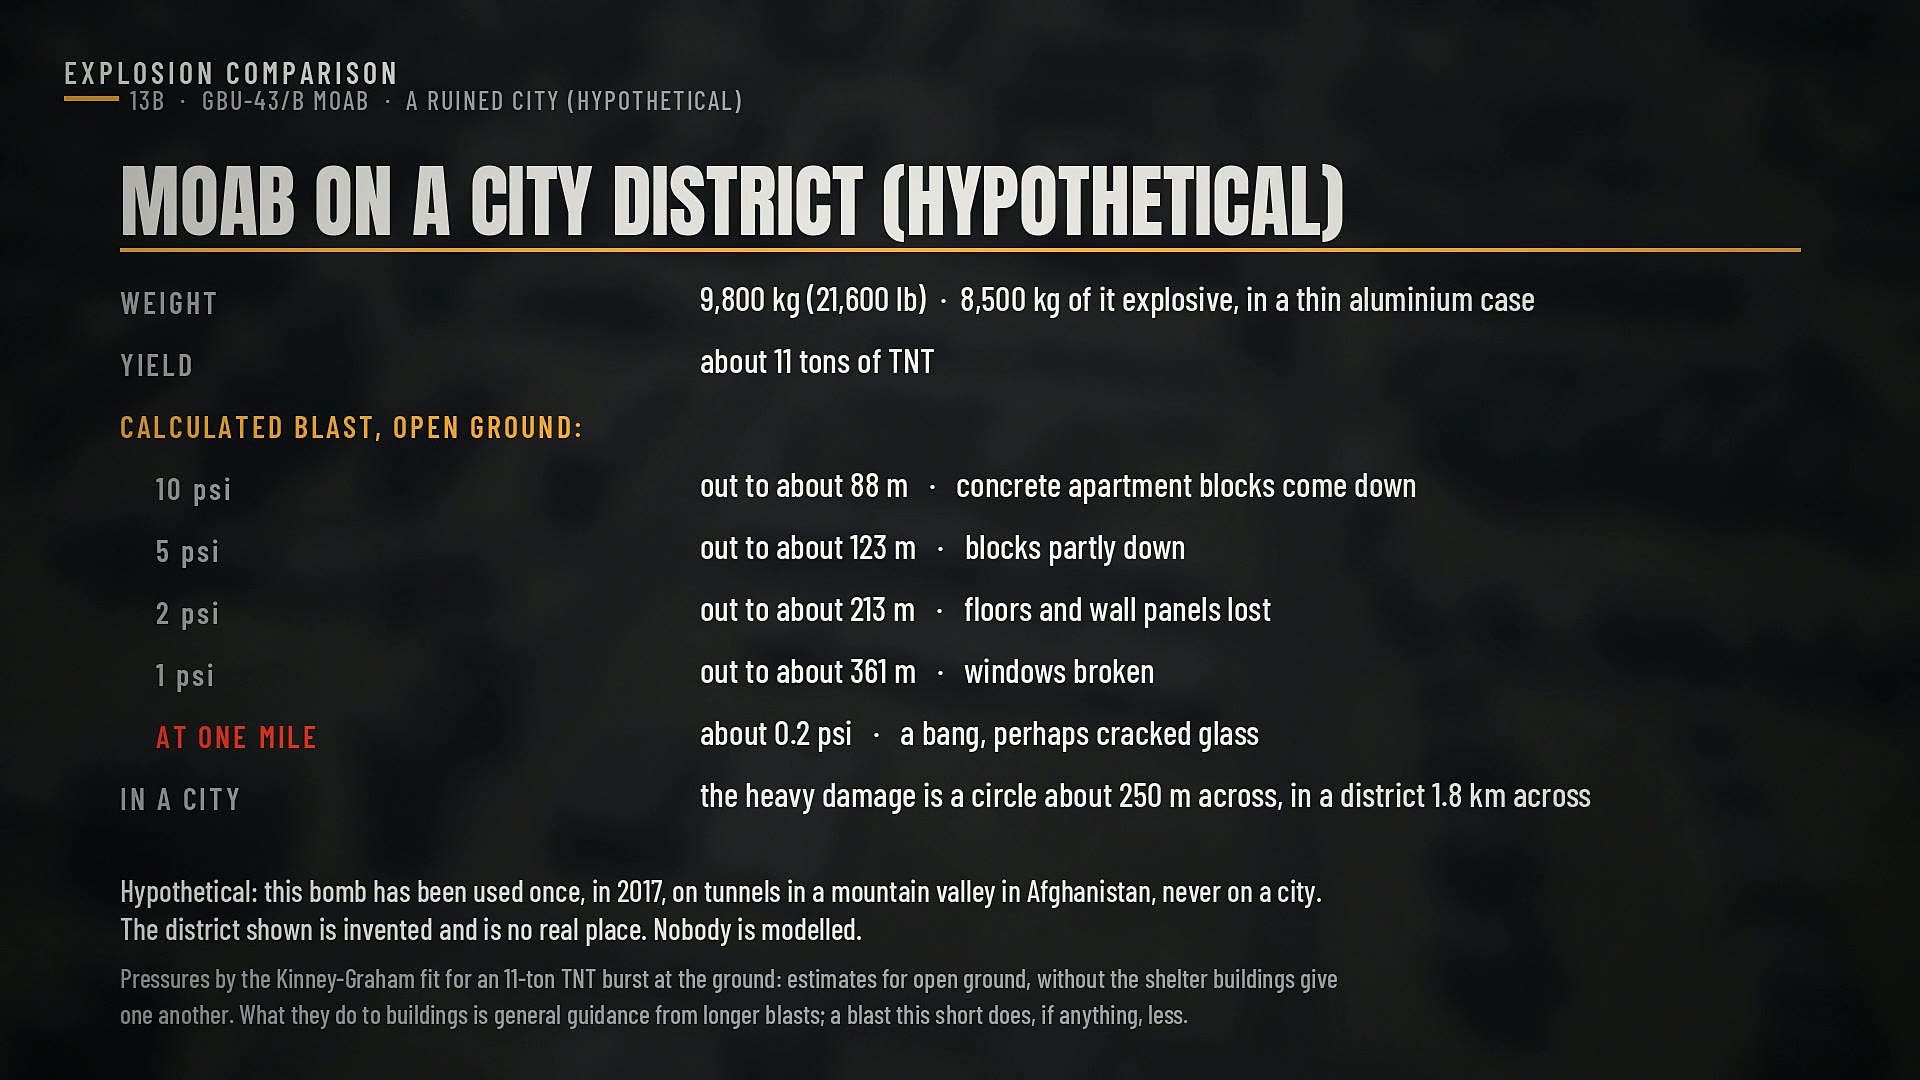 EXPLOSION COMPARISON
13B · GBU-43/B MOAB · A RUINED CITY (HYPOTHETICAL)
MOAB ON A CITY DISTRICT (HYPOTHETICAL)
WEIGHT 9,800 kg (21,600 lb) · 8,500 kg of it explosive, in a thin aluminium case
YIELD about 11 tons of TNT
CALCULATED BLAST, OPEN GROUND:
10 psi out to about 88 m · concrete apartment blocks come down
5 psi out to about 123 m · blocks partly down
2 psi out to about 213 m · floors and wall panels lost
1 psi out to about 361 m · windows broken
AT ONE MILE about 0.2 psi · a bang, perhaps cracked glass
IN A CITY the heavy damage is a circle about 250 m across, in a district 1.8 km across
Hypothetical: this bomb has been used once, in 2017, on tunnels in a mountain valley in Afghanistan, never on a city.
The district shown is invented and is no real place. Nobody is modelled.
Pressures by the Kinney-Graham fit for an 11-ton TNT burst at the ground: estimates for open ground, without the shelter buildings give
one another. What they do to buildings is general guidance from longer blasts; a blast this short does, if anything, less.